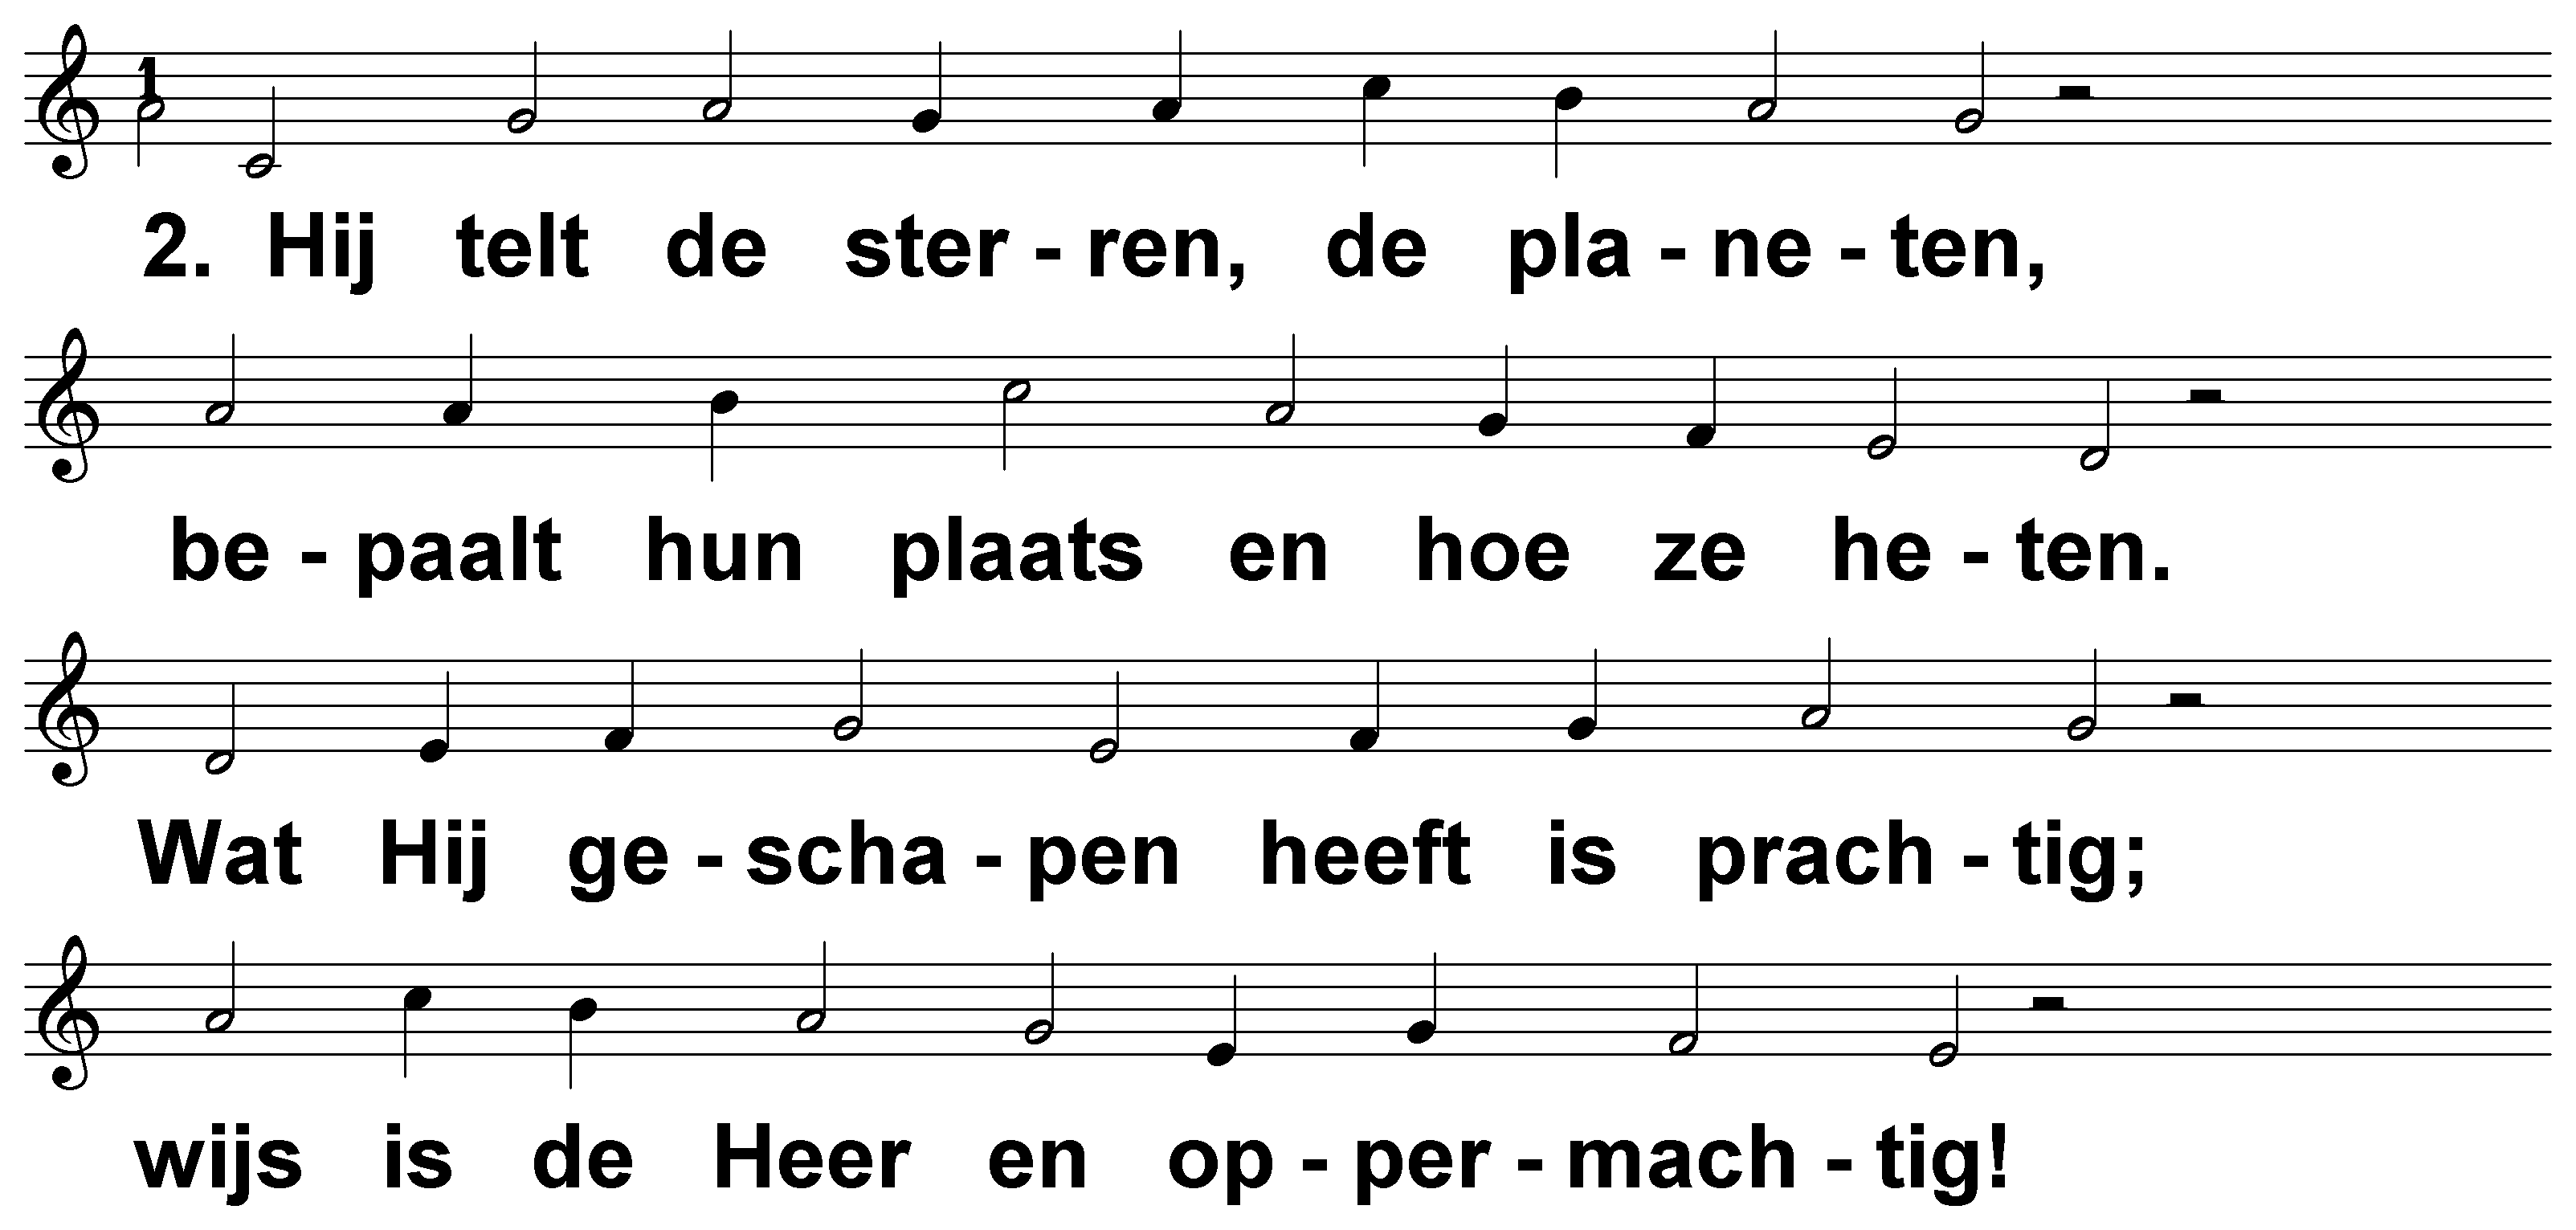 1
2. Hij telt de ster - ren, de pla - ne - ten,
be - paalt hun plaats en hoe ze he - ten.
Wat Hij ge - scha - pen heeft is prach - tig;
wijs is de Heer en op - per - mach - tig!